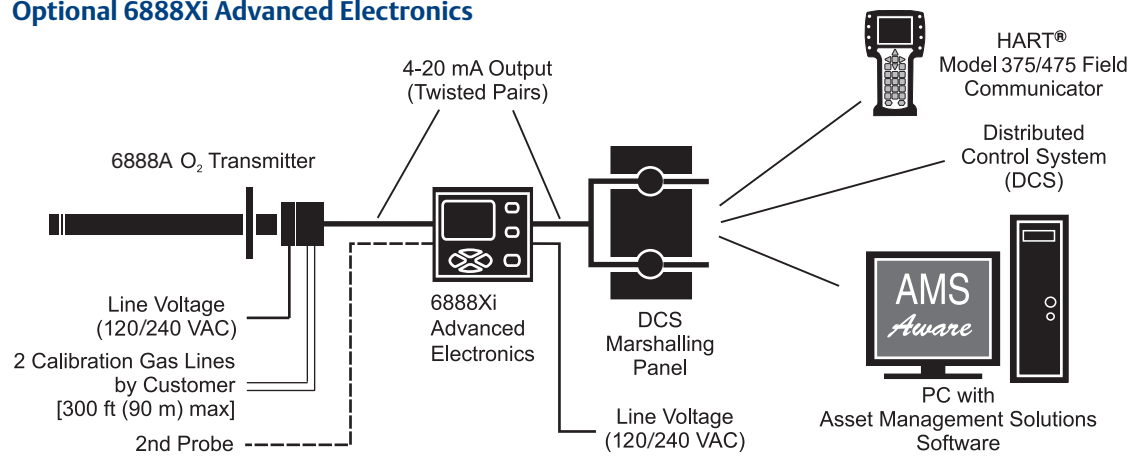 Optional 6888Xi Advanced Electronics
4-20 mA Output
(Twisted Pairs)
HART®
Model 375/475 Field
Communicator
6888A O₂ Transmitter
Distributed
Control System
(DCS)
Line Voltage
(120/240 VAC)
2 Calibration Gas Lines
by Customer
[300 ft (90 m) max]
2nd Probe
6888Xi
Advanced
Electronics
DCS
Marshalling
Panel
Line Voltage
(120/240 VAC)
AMS
Aware
PC with
Asset Management Solutions
Software